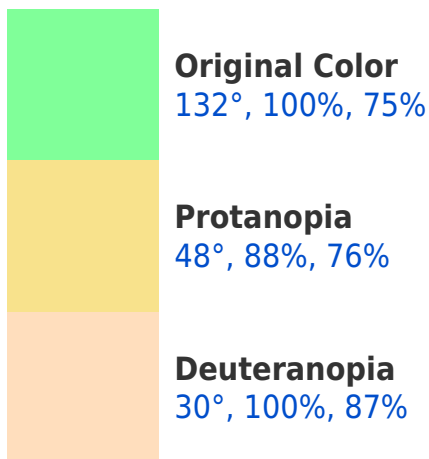 Original Color
132°, 100%, 75%
Protanopia
48°, 88%, 76%
Deuteranopia
30°, 100%, 87%